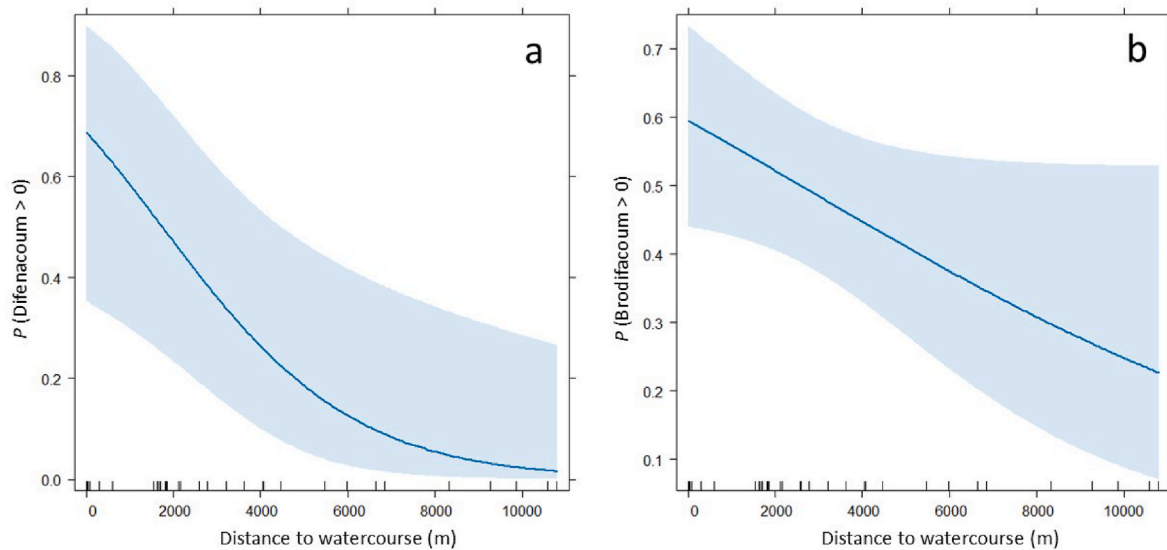 a
0.8
0.6
0.4
0.2
0.0
P (Difenacoum > 0)
0 2000 4000 6000 8000 10000
Distance to watercourse (m)
b
0.7
0.6
0.5
0.4
0.3
0.2
0.1
P (Brodifacoum > 0)
0 2000 4000 6000 8000 10000
Distance to watercourse (m)